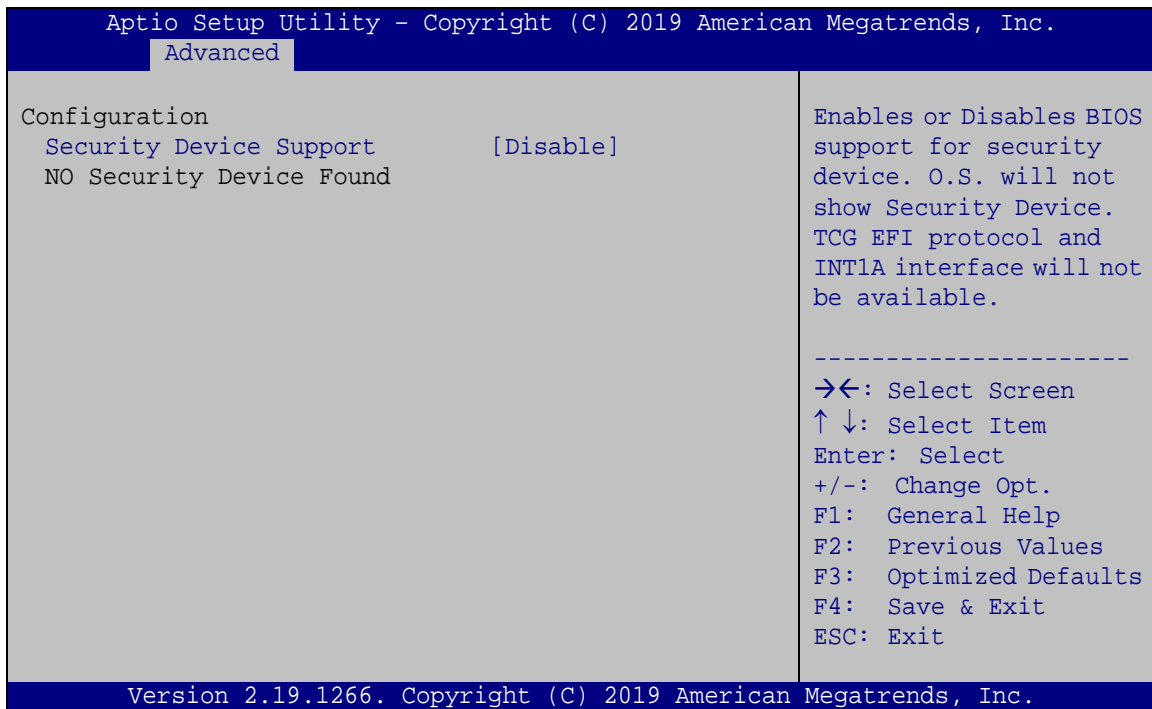 Aptio Setup Utility – Copyright (C) 2019 American Megatrends, Inc.
Advanced
Configuration
Security Device Support [Disable]
NO Security Device Found
Enables or Disables BIOS
support for security
device. O.S. will not
show Security Device.
TCG EFI protocol and
INT1A interface will not
be available.
----------------------
→←: Select Screen
↑ ↓: Select Item
Enter: Select
+/-: Change Opt.
F1: General Help
F2: Previous Values
F3: Optimized Defaults
F4: Save & Exit
ESC: Exit
Version 2.19.1266. Copyright (C) 2019 American Megatrends, Inc.